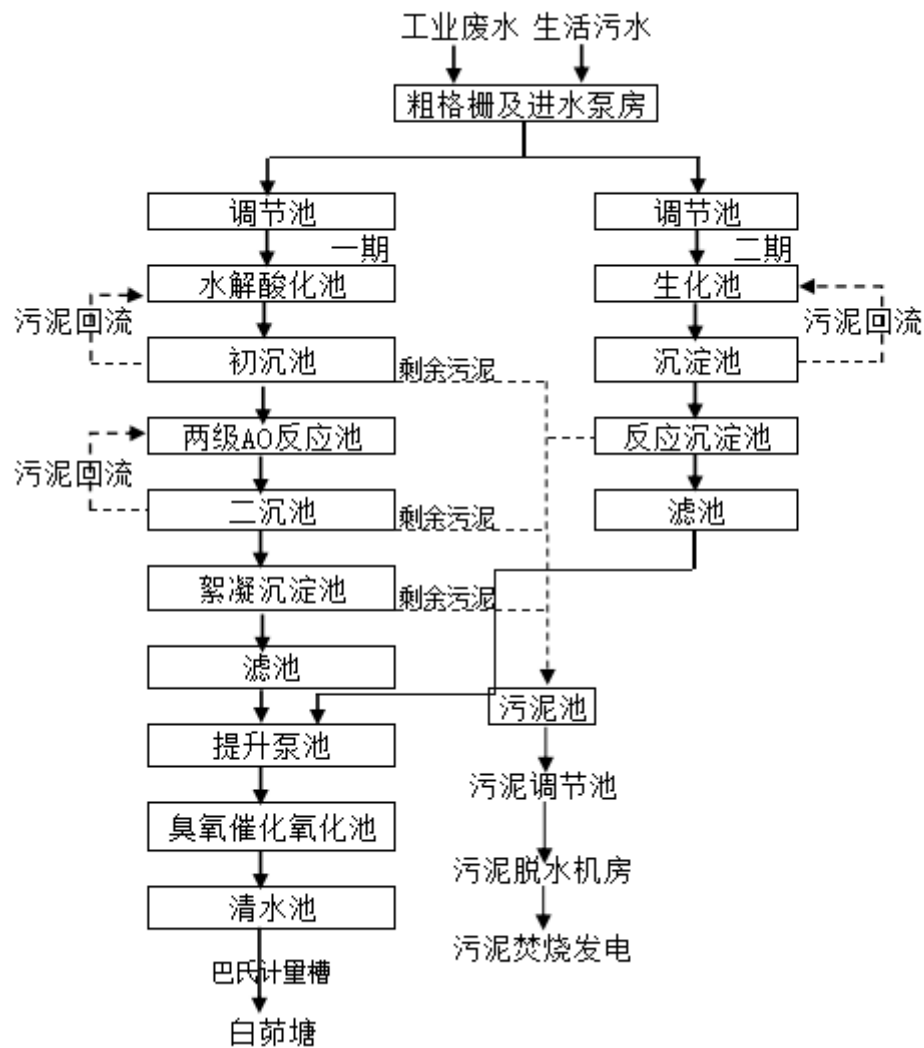 工业废水 生活污水
粗格栅及进水泵房
调节池
调节池
一期
二期
水解酸化池
生化池
污泥回流
污泥回流
初沉池
剩余污泥
沉淀池
两级AO反应池
反应沉淀池
污泥回流
二沉池
剩余污泥
滤池
絮凝沉淀池
剩余污泥
滤池
污泥池
提升泵池
污泥调节池
臭氧催化氧化池
污泥脱水机房
清水池
污泥焚烧发电
巴氏计量槽
白茆塘